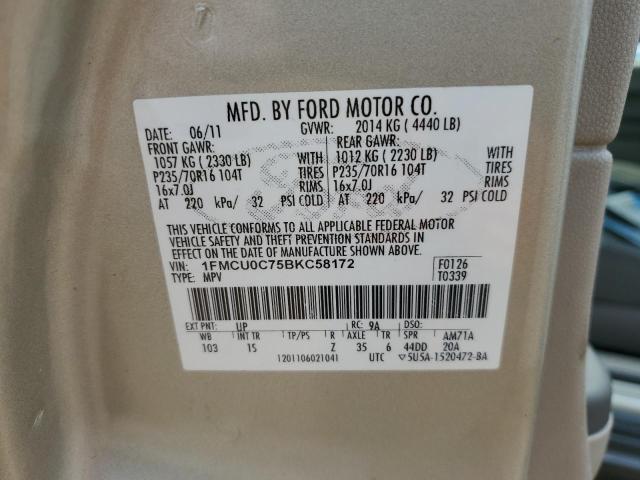 MFD. BY FORD MOTOR CO.
DATE: 06/11 GVWR: 2014 KG ( 4440 LB)
FRONT GAWR: REAR GAWR:
1057 KG ( 2330 LB) WITH 1012 KG ( 2230 LB) WITH
P235/70R16 104T TIRES P235/70R16 104T TIRES
16x7.0J RIMS 16x7.0J RIMS
AT 220 kPa/ 32 PSI COLD AT 220 kPa/ 32 PSI COLD
THIS VEHICLE CONFORMS TO ALL APPLICABLE FEDERAL MOTOR
VEHICLE SAFETY AND THEFT PREVENTION STANDARDS IN
EFFECT ON THE DATE OF MANUFACTURE SHOWN ABOVE.
VIN: 1FMCU0C75BKC58172 F0126
TYPE: MPV T0339
EXT PNT: UP RC: 9A DSO:
WB INT TR TP/PS R AXLE TR SPR AM71A
103 15 Z 35 6 44DD 20A
1201106021041 UTC 5U5A-1520472-BA